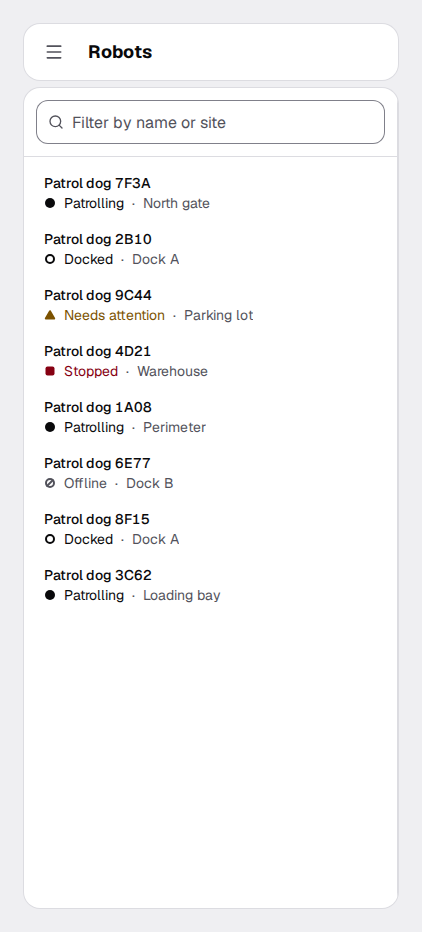 Robots
Filter by name or site
Patrol dog 7F3A
Patrolling · North gate
Patrol dog 2B10
Docked · Dock A
Patrol dog 9C44
Needs attention · Parking lot
Patrol dog 4D21
Stopped · Warehouse
Patrol dog 1A08
Patrolling · Perimeter
Patrol dog 6E77
Offline · Dock B
Patrol dog 8F15
Docked · Dock A
Patrol dog 3C62
Patrolling · Loading bay